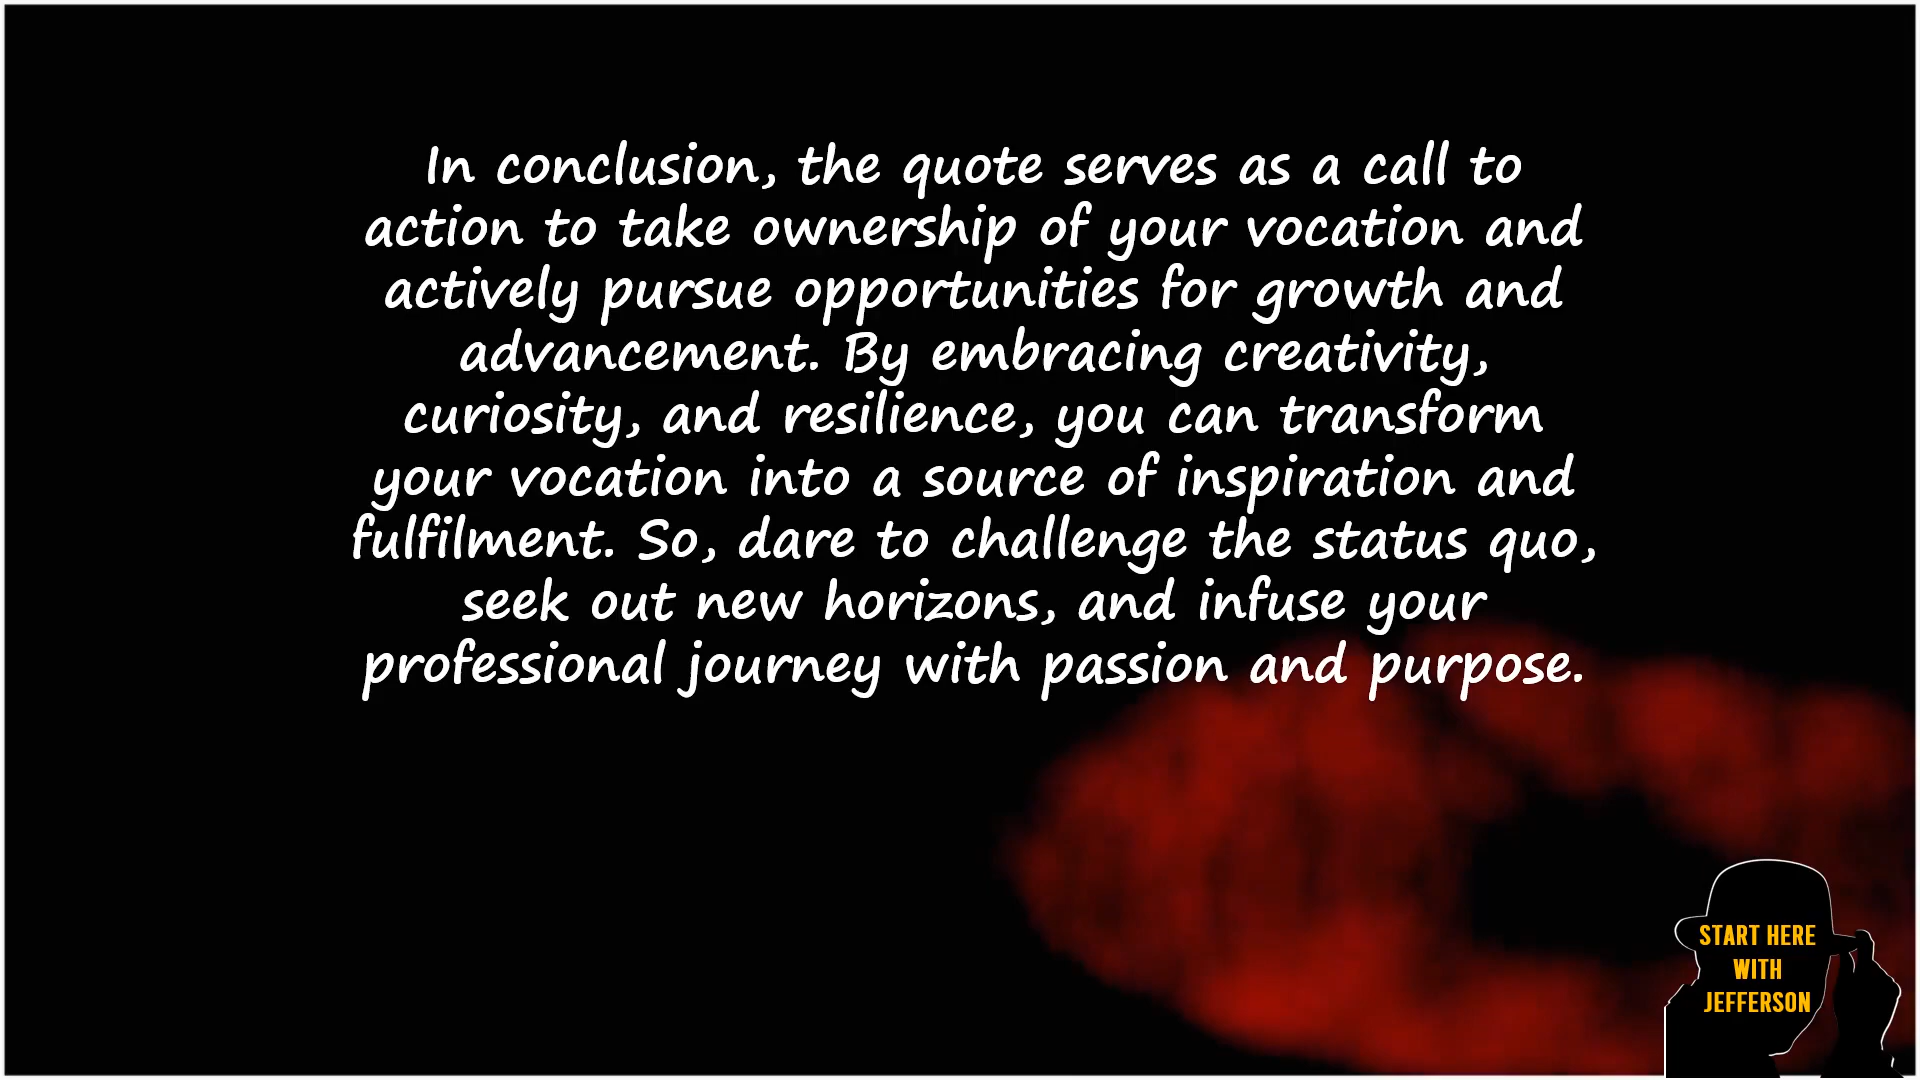 In conclusion, the quote serves as a call to
action to take ownership of your vocation and
actively pursue opportunities for growth and
advancement. By embracing creativity,
curiosity, and resilience, you can transform
your vocation into a source of inspiration and
fulfilment. So, dare to challenge the status quo,
seek out new horizons, and infuse your
professional journey with passion and purpose.
START HERE
WITH
JEFFERSON